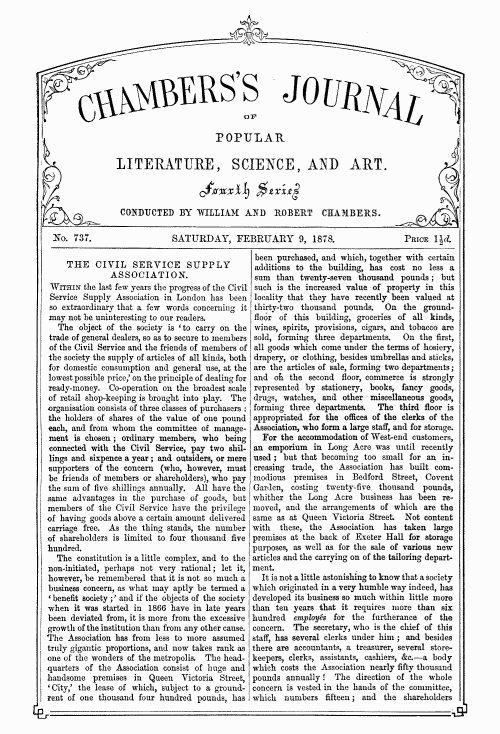 CHAMBERS'S JOURNAL
OF
POPULAR
LITERATURE, SCIENCE, AND ART.
Fourth Series
CONDUCTED BY WILLIAM AND ROBERT CHAMBERS.
No. 737.
SATURDAY, FEBRUARY 9, 1878.
PRICE 1½d.
THE CIVIL SERVICE SUPPLY
ASSOCIATION.
WITHIN the last few years the progress of the Civil
Service Supply Association in London has been
so extraordinary that a few words concerning it
may not be uninteresting to our readers.
The object of the society is 'to carry on the
trade of general dealers, so as to secure to members
of the Civil Service and the friends of members of
the society the supply of articles of all kinds, both
for domestic consumption and general use, at the
lowest possible price,' on the principle of dealing for
ready-money. Co-operation on the broadest scale
of retail shop-keeping is brought into play. The
organisation consists of three classes of purchasers:
the holders of shares of the value of one pound
each, and from whom the committee of manage-
ment is chosen; ordinary members, who being
connected with the Civil Service, pay two shil-
lings and sixpence a year; and outsiders, or mere
supporters of the concern (who, however, must
be friends of members or shareholders), who pay
the sum of five shillings annually. All have the
same advantages in the purchase of goods, but
members of the Civil Service have the privilege
of having goods above a certain amount delivered
carriage free. As the thing stands, the number
of shareholders is limited to four thousand five
hundred.
The constitution is a little complex, and to the
non-initiated, perhaps not very rational; let it,
however, be remembered that it is not so much a
business concern, as what may aptly be termed a
'benefit society;' and if the objects of the society
when it was started in 1866 have in late years
been deviated from, it is more from the excessive
growth of the institution than from any other cause.
The Association has from less to more assumed
truly gigantic proportions, and now takes rank as
one of the wonders of the metropolis. The head-
quarters of the Association consist of huge and
handsome premises in Queen Victoria Street,
'City,' the lease of which, subject to a ground-
rent of one thousand four hundred pounds, has
been purchased, and which, together with certain
additions to the building, has cost no less a
sum than twenty-seven thousand pounds; but
such is the increased value of property in this
locality that they have recently been valued at
thirty-two thousand pounds. On the ground-
floor of this building, groceries of all kinds,
wines, spirits, provisions, cigars, and tobacco are
sold, forming three departments. On the first,
all goods which come under the terms of hosiery,
drapery, or clothing, besides umbrellas and sticks,
are the articles of sale, forming two departments;
and on the second floor, commerce is strongly
represented by stationery, books, fancy goods,
drugs, watches, and other miscellaneous goods,
forming three departments. The third floor is
appropriated for the offices of the clerks of the
Association, who form a large staff, and for storage.
For the accommodation of West-end customers,
an emporium in Long Acre was until recently
used; but that becoming too small for an in-
creasing trade, the Association has built com-
modious premises in Bedford Street, Covent
Garden, costing twenty-five thousand pounds,
whither the Long Acre business has been re-
moved, and the arrangements of which are the
same as at Queen Victoria Street. Not content
with these, the Association has taken large
premises at the back of Exeter Hall for storage
purposes, as well as for the sale of various new
articles and the carrying on of the tailoring depart-
ment.
It is not a little astonishing to know that a society
which originated in a very humble way indeed, has
developed its business so much within little more
than ten years that it requires more than six
hundred employés for the furtherance of the
concern. The secretary, who is the chief of this
staff, has several clerks under him; and besides
there are accountants, a treasurer, several store-
keepers, clerks, assistants, cashiers, &c.—a body
which costs the Association nearly fifty thousand
pounds annually! The direction of the whole
concern is vested in the hands of the committee,
which numbers fifteen; and the shareholders